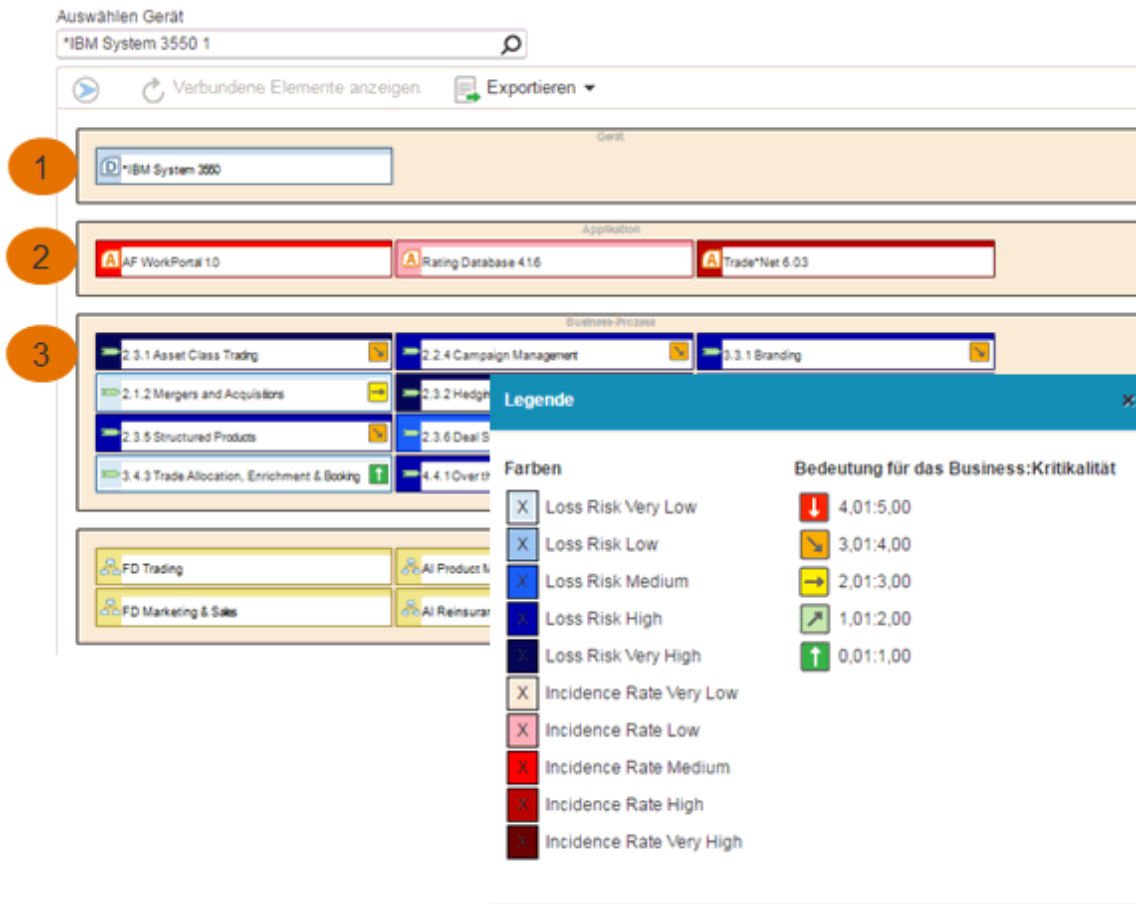 Auswählen Gerät
*IBM System 3550 1
Verbundene Elemente anzeigen Exportieren
Gerät
1
D *IBM System 3550
Applikation
2
A AF WorkPortal 1.0 A Rating Database 4.1.6 A Trade*Net 6.0.3
Business-Prozess
3
2.3.1 Asset Class Trading 2.2.4 Campaign Management 3.3.1 Branding
2.1.2 Mergers and Acquisitions 2.3.2 Hedgin
2.3.5 Structured Products 2.3.6 Deal S
3.4.3 Trade Allocation, Enrichment & Booking 4.4.1 Over th
FD Trading AI Product M
FD Marketing & Sales AI Reinsuran
Legende
Farben Bedeutung für das Business:Kritikalität
X Loss Risk Very Low 4,01:5,00
X Loss Risk Low 3,01:4,00
X Loss Risk Medium 2,01:3,00
X Loss Risk High 1,01:2,00
X Loss Risk Very High 0,01:1,00
X Incidence Rate Very Low
X Incidence Rate Low
X Incidence Rate Medium
X Incidence Rate High
X Incidence Rate Very High